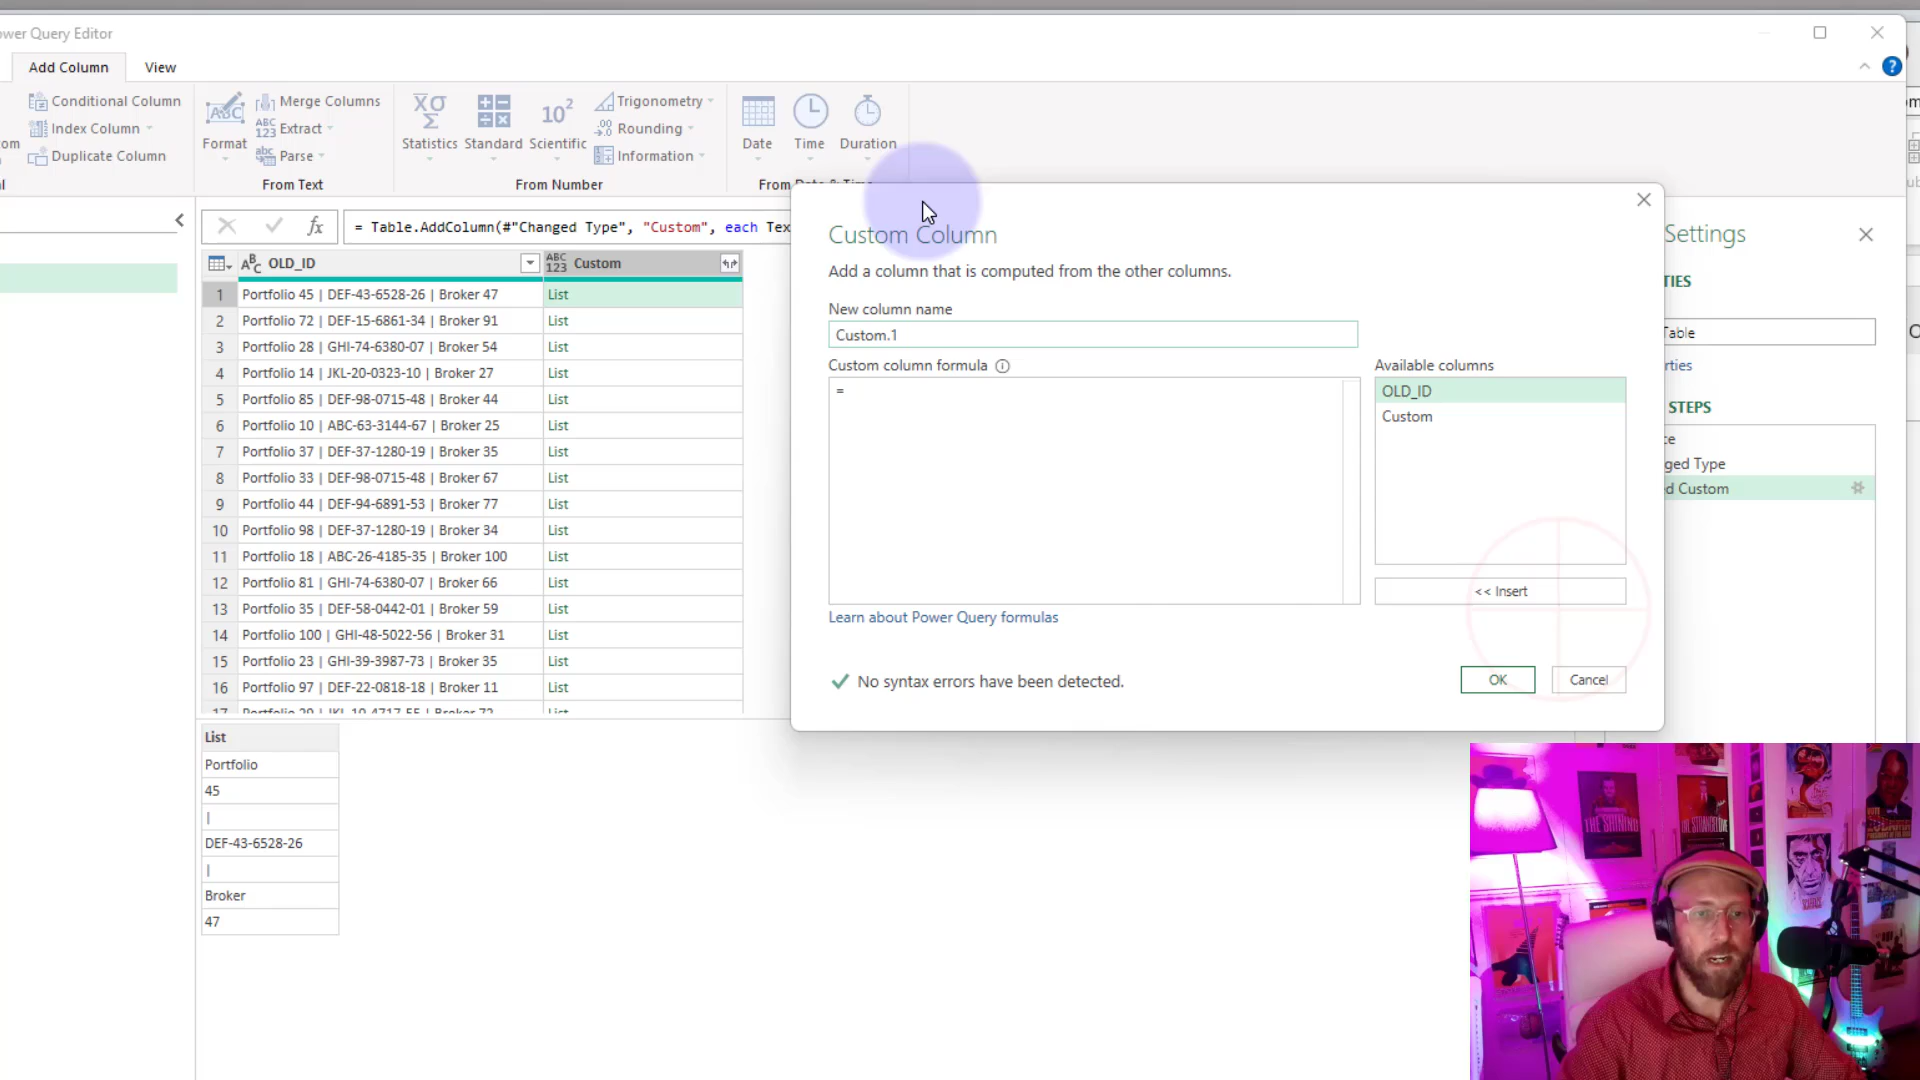 ower Query Editor
Add Column View
Conditional Column
Index Column
Duplicate Column
Format
Merge Columns
Extract
Parse
From Text
Statistics
Standard
Scientific
Trigonometry
Rounding
Information
From Number
Date
Time
Duration
From Date & Time
= Table.AddColumn(#"Changed Type", "Custom", each Tex
OLD_ID Custom
1 Portfolio 45 | DEF-43-6528-26 | Broker 47 List
2 Portfolio 72 | DEF-15-6861-34 | Broker 91 List
3 Portfolio 28 | GHI-74-6380-07 | Broker 54 List
4 Portfolio 14 | JKL-20-0323-10 | Broker 27 List
5 Portfolio 85 | DEF-98-0715-48 | Broker 44 List
6 Portfolio 10 | ABC-63-3144-67 | Broker 25 List
7 Portfolio 37 | DEF-37-1280-19 | Broker 35 List
8 Portfolio 33 | DEF-98-0715-48 | Broker 67 List
9 Portfolio 44 | DEF-94-6891-53 | Broker 77 List
10 Portfolio 98 | DEF-37-1280-19 | Broker 34 List
11 Portfolio 18 | ABC-26-4185-35 | Broker 100 List
12 Portfolio 81 | GHI-74-6380-07 | Broker 66 List
13 Portfolio 35 | DEF-58-0442-01 | Broker 59 List
14 Portfolio 100 | GHI-48-5022-56 | Broker 31 List
15 Portfolio 23 | GHI-39-3987-73 | Broker 35 List
16 Portfolio 97 | DEF-22-0818-18 | Broker 11 List
List
Portfolio
45
|
DEF-43-6528-26
|
Broker
47
Custom Column
Add a column that is computed from the other columns.
New column name
Custom.1
Custom column formula
=
Available columns
OLD_ID
Custom
<< Insert
Learn about Power Query formulas
No syntax errors have been detected.
OK
Cancel
Settings
TIES
Table
rties
STEPS
ce
ged Type
d Custom
THE SHINING